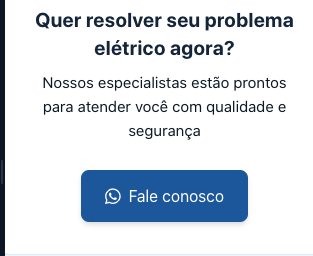 Quer resolver seu problema
elétrico agora?
Nossos especialistas estão prontos
para atender você com qualidade e
segurança
Fale conosco